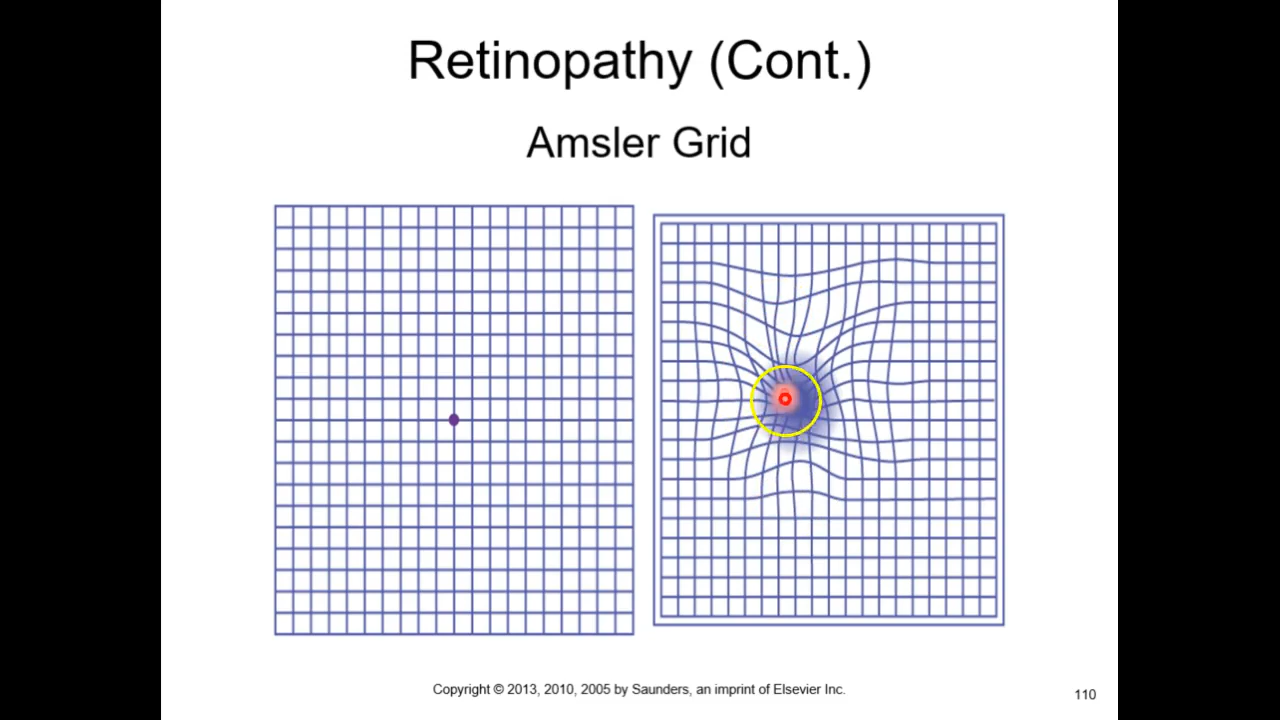 Retinopathy (Cont.)
Amsler Grid
Copyright © 2013, 2010, 2005 by Saunders, an imprint of Elsevier Inc.
110